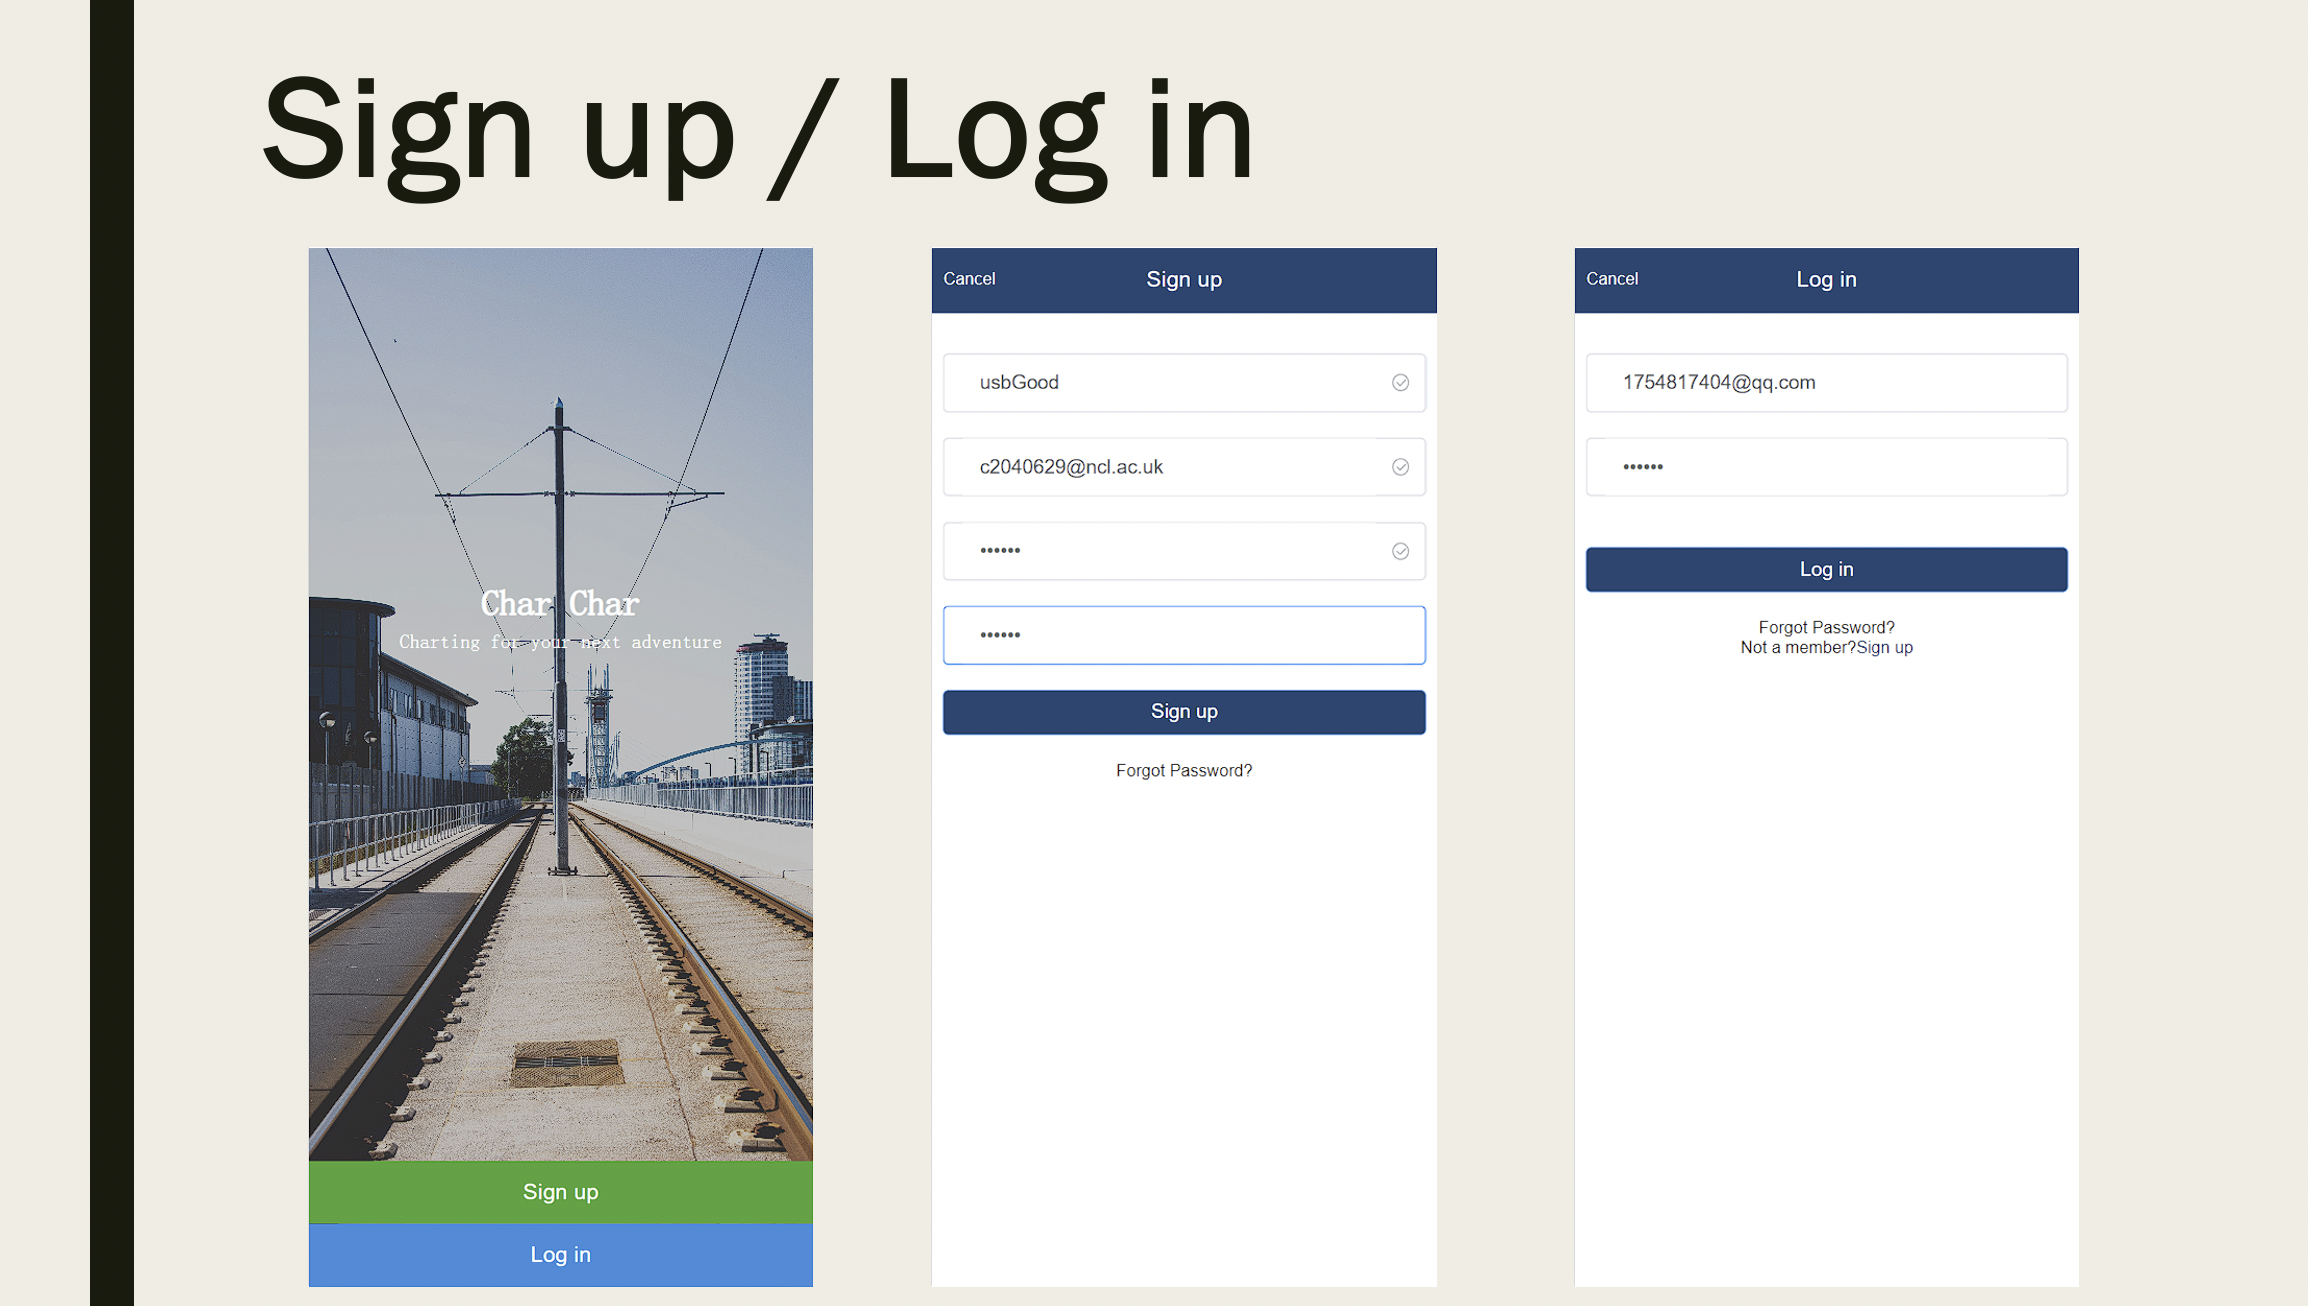 Sign up / Log in
Char Char
Charting for your next adventure
Sign up
Log in
Cancel
Sign up
usbGood
c2040629@ncl.ac.uk
••••••
••••••
Sign up
Forgot Password?
Cancel
Log in
1754817404@qq.com
••••••
Log in
Forgot Password?
Not a member?Sign up